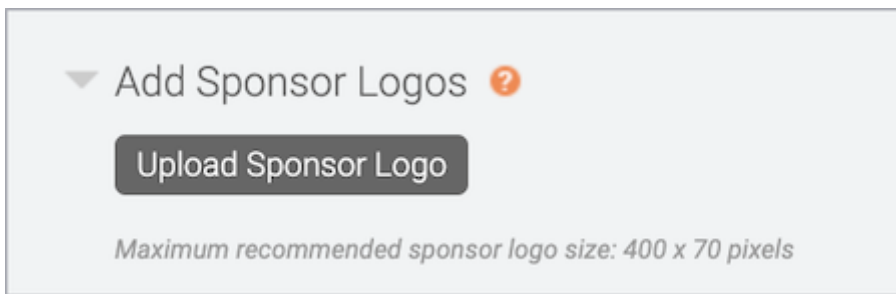 Add Sponsor Logos ?
Upload Sponsor Logo
Maximum recommended sponsor logo size: 400 x 70 pixels